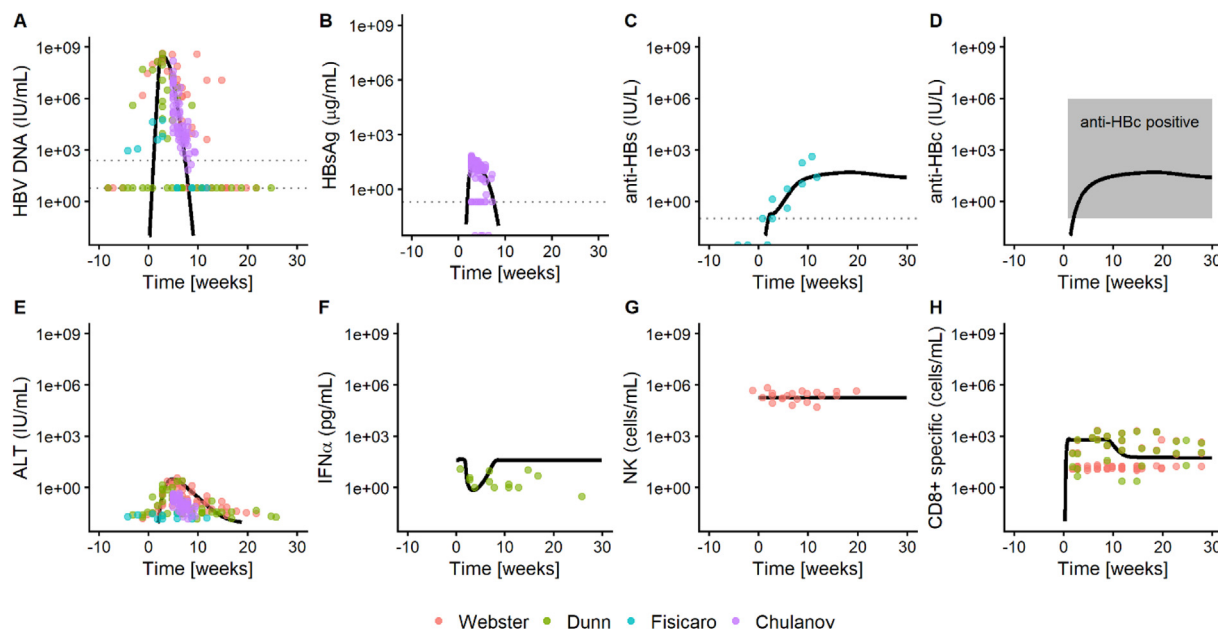 A
HBV DNA (IU/mL)
1e+09
1e+06
1e+03
1e+00
-10 0 10 20 30
Time [weeks]
B
HBsAg (μg/mL)
1e+09
1e+06
1e+03
1e+00
-10 0 10 20 30
Time [weeks]
C
anti-HBs (IU/L)
1e+09
1e+06
1e+03
1e+00
-10 0 10 20 30
Time [weeks]
D
anti-HBc (IU/L)
1e+09
1e+06
1e+03
1e+00
anti-HBc positive
-10 0 10 20 30
Time [weeks]
E
ALT (IU/mL)
1e+09
1e+06
1e+03
1e+00
-10 0 10 20 30
Time [weeks]
F
IFNα (pg/mL)
1e+09
1e+06
1e+03
1e+00
-10 0 10 20 30
Time [weeks]
G
NK (cells/mL)
1e+09
1e+06
1e+03
1e+00
-10 0 10 20 30
Time [weeks]
H
CD8+ specific (cells/mL)
1e+09
1e+06
1e+03
1e+00
-10 0 10 20 30
Time [weeks]
Webster Dunn Fisicaro Chulanov